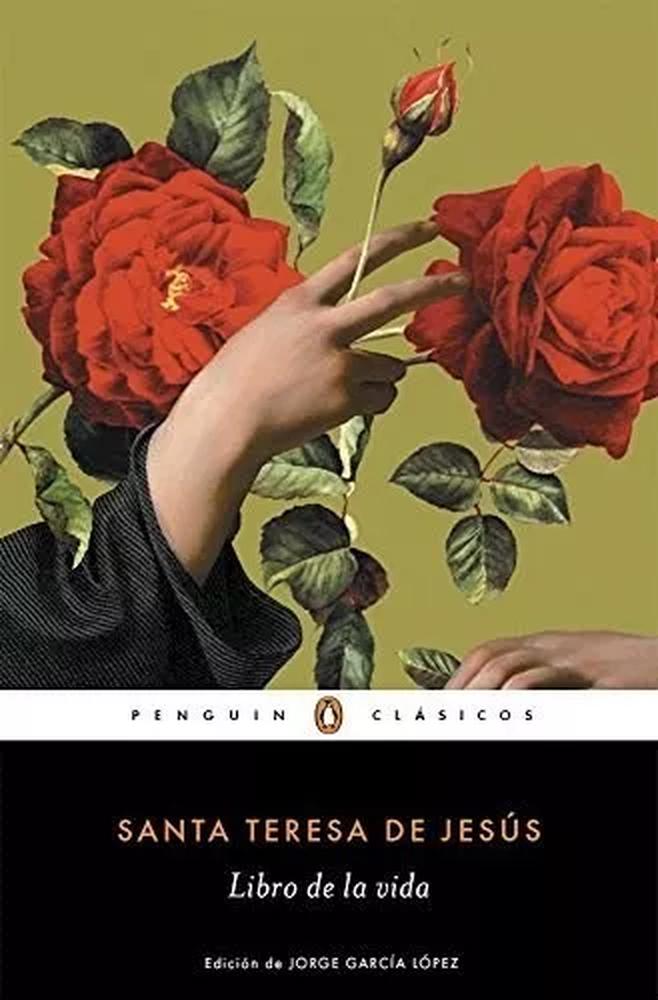 PENGUIN CLÁSICOS
SANTA TERESA DE JESÚS
Libro de la vida
Edición de JORGE GARCÍA LÓPEZ